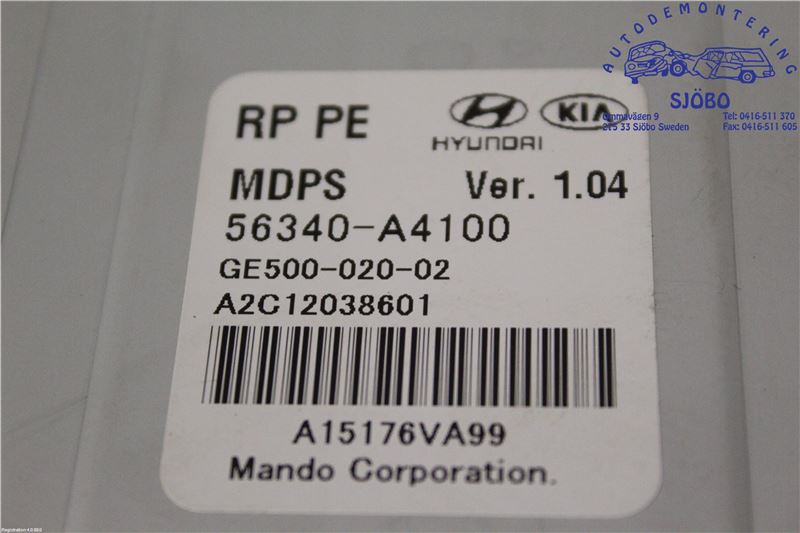 AUTODEMONTERING
SJÖBO
Tel: 0416-511 370
215 33 Sjöbo Sweden Fax: 0416-511 605
RP PE
HYUNDAI
KIA
MDPS Ver. 1.04
56340-A4100
GE500-020-02
A2C12038601
A15176VA99
Mando Corporation.